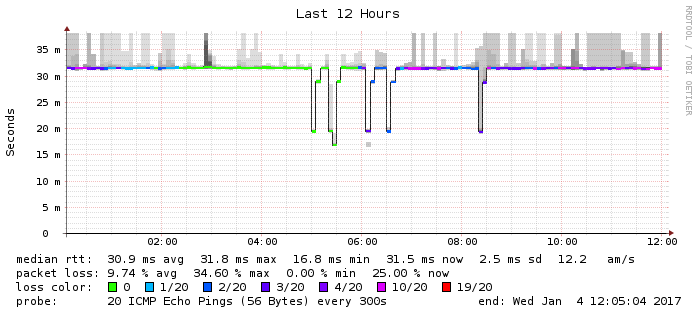 Last 12 Hours
RRDTOOL / TOBI OETIKER
Seconds
35 m
30 m
25 m
20 m
15 m
10 m
5 m
0
02:00 04:00 06:00 08:00 10:00 12:00
median rtt: 30.9 ms avg 31.8 ms max 16.8 ms min 31.5 ms now 2.5 ms sd 12.2 am/s
packet loss: 9.74 % avg 34.60 % max 0.00 % min 25.00 % now
loss color: 0 1/20 2/20 3/20 4/20 10/20 19/20
probe: 20 ICMP Echo Pings (56 Bytes) every 300s end: Wed Jan 4 12:05:04 2017